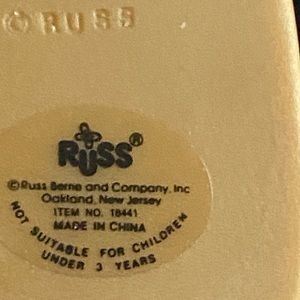 © RUSS
RUSS®
©Russ Berrie and Company, Inc
Oakland, New Jersey
ITEM NO. 18441
MADE IN CHINA
NOT SUITABLE FOR CHILDREN
UNDER 3 YEARS